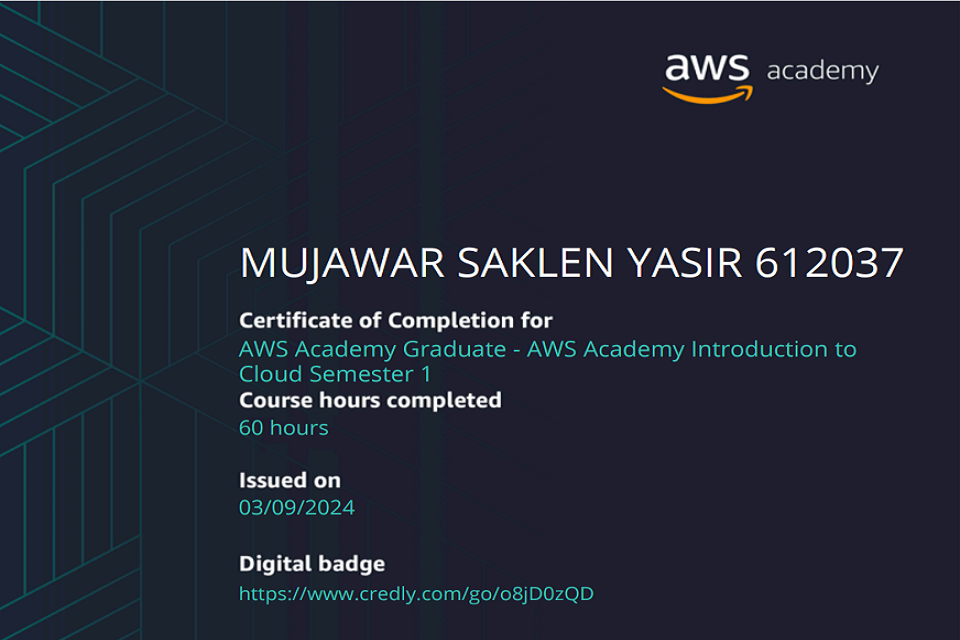 aws academy
MUJAWAR SAKLEN YASIR 612037
Certificate of Completion for
AWS Academy Graduate - AWS Academy Introduction to
Cloud Semester 1
Course hours completed
60 hours
Issued on
03/09/2024
Digital badge
https://www.credly.com/go/o8jD0zQD